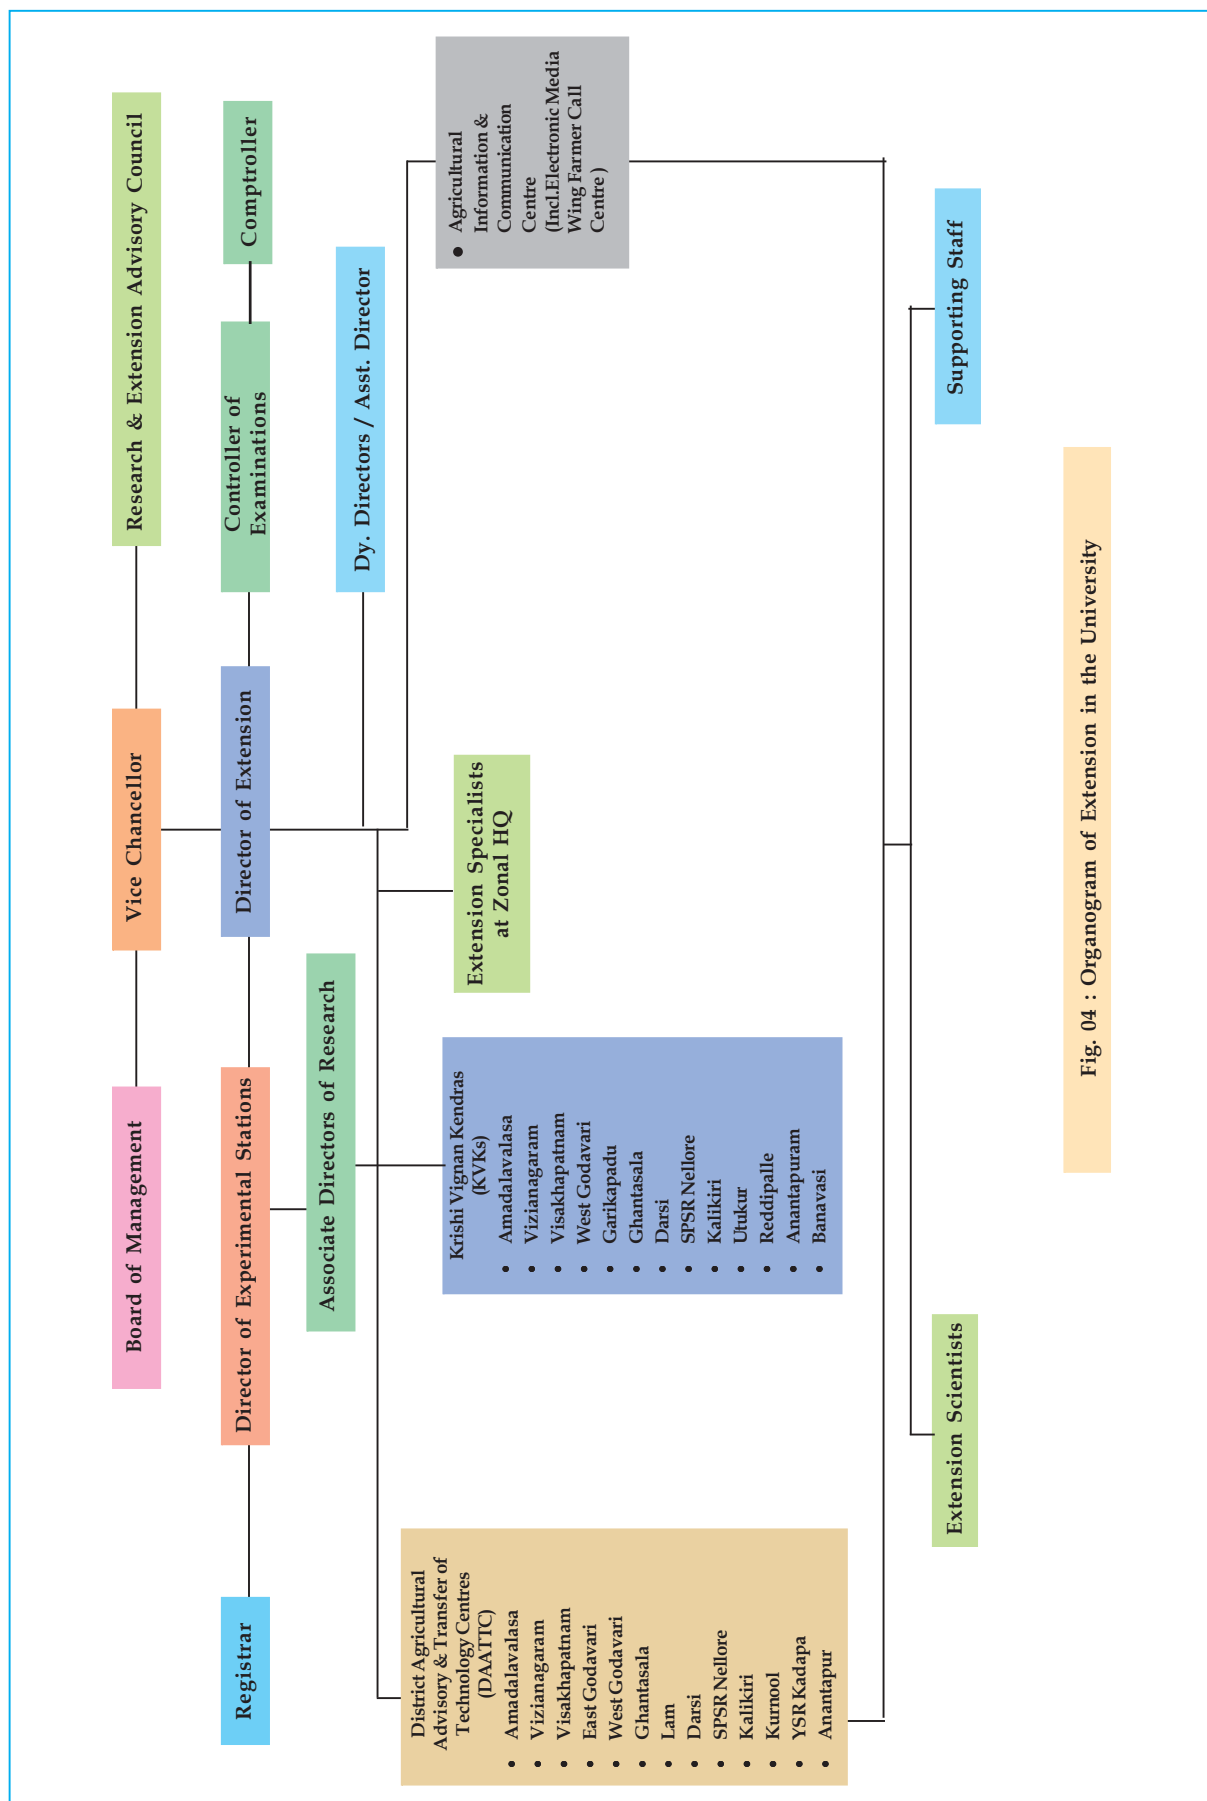 Board of Management
Vice Chancellor
Research & Extension Advisory Council
Registrar
Director of Experimental Stations
Director of Extension
Controller of
Examinations
Comptroller
Associate Directors of Research
Dy. Directors / Asst. Director
District Agricultural
Advisory & Transfer of
Technology Centres
(DAATTC)
• Amadalavalasa
• Vizianagaram
• Visakhapatnam
• East Godavari
• West Godavari
• Ghantasala
• Lam
• Darsi
• SPSR Nellore
• Kalikiri
• Kurnool
• YSR Kadapa
• Anantapur
Krishi Vignan Kendras
(KVKs)
• Amadalavalasa
• Vizianagaram
• Visakhapatnam
• West Godavari
• Garikapadu
• Ghantasala
• Darsi
• SPSR Nellore
• Kalikiri
• Utukur
• Reddipalle
• Anantapuram
• Banavasi
Extension Specialists
at Zonal HQ
• Agricultural
Information &
Communication
Centre
(Incl.Electronic Media
Wing Farmer Call
Centre )
Extension Scientists
Supporting Staff
Fig. 04 : Organogram of Extension in the University